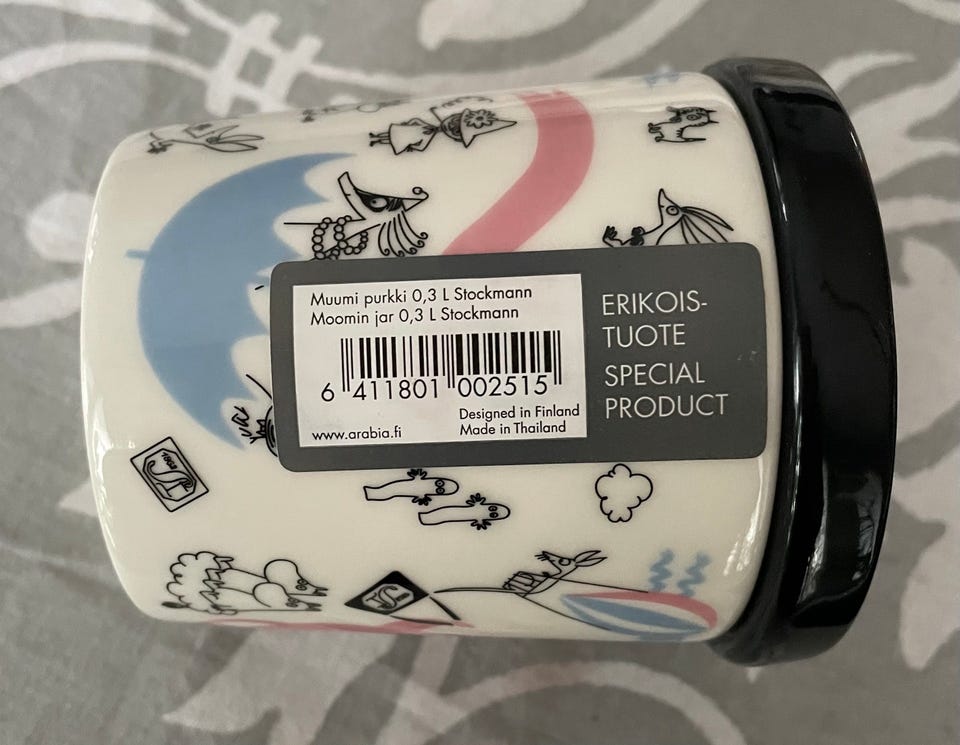 Muumi purkki 0,3 L Stockmann
Moomin jar 0,3 L Stockmann
6 411801 002515
Designed in Finland
Made in Thailand
www.arabia.fi
ERIKOIS-
TUOTE
SPECIAL
PRODUCT